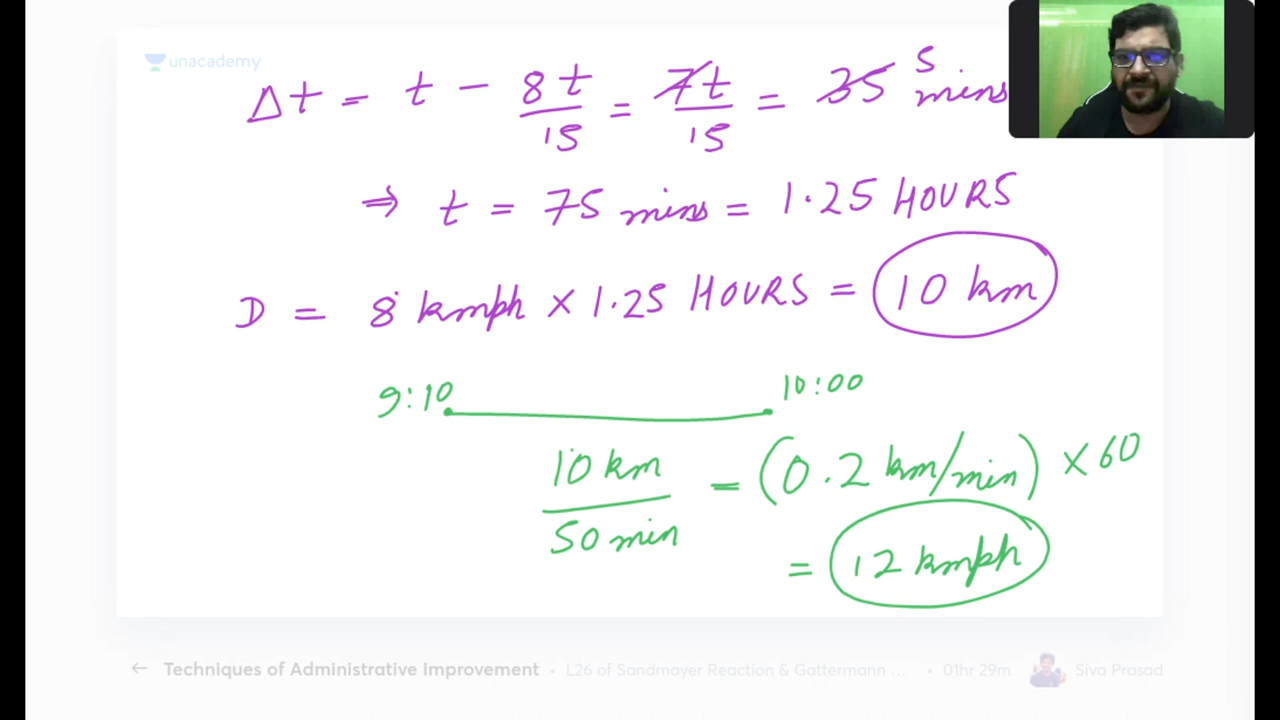 unacademy
Δt = t − 8t/15 = 7t/15 = 35 5 mins
⇒ t = 75 mins = 1.25 HOURS
D = 8 kmph × 1.25 HOURS = 10 km
9:10 10:00
10 km/50 min = (0.2 km/min) × 60
= 12 kmph
← Techniques of Administrative Improvement • L26 of Sandmayer Reaction & Gattermann ... • 01hr 29m Siva Prasad